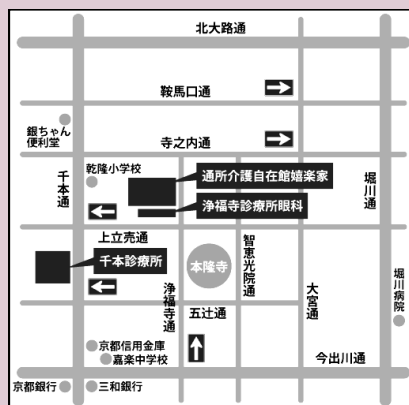 北大路通
鞍馬口通
銀ちゃん
便利堂
寺之内通
千本通
乾隆小学校
通所介護自在館嬉楽家
浄福寺診療所眼科
堀川通
上立売通
千本診療所
本隆寺
智恵光院通
浄福寺通
五辻通
大宮通
堀川病院
京都信用金庫
嘉楽中学校
今出川通
京都銀行
三和銀行